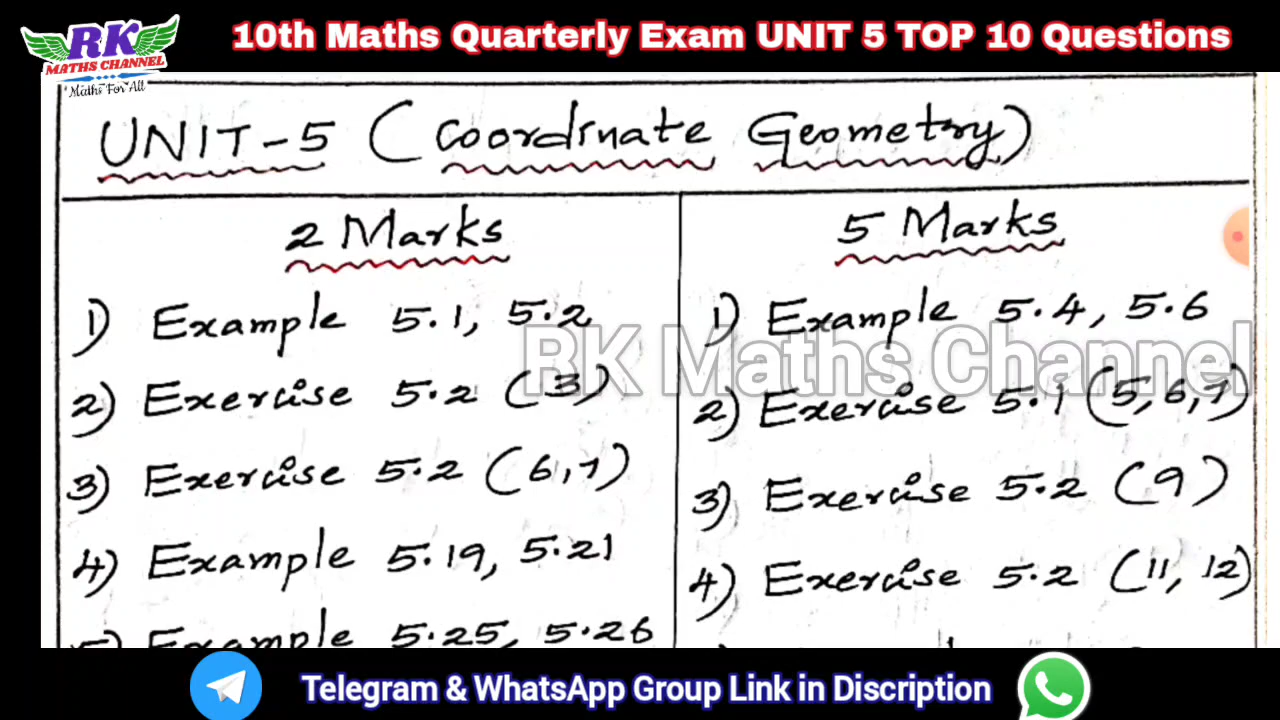 RK
MATHS CHANNEL
"Maths For All"
10th Maths Quarterly Exam UNIT 5 TOP 10 Questions
UNIT-5 (Coordinate Geometry)
2 Marks
1) Example 5.1, 5.2
2) Exercise 5.2 (3)
3) Exercise 5.2 (6,7)
4) Example 5.19, 5.21
5) Example 5.25, 5.26
5 Marks
1) Example 5.4, 5.6
2) Exercise 5.1 (5,6,7)
3) Exercise 5.2 (9)
4) Exercise 5.2 (11, 12)
RK Maths Channel
Telegram & WhatsApp Group Link in Discription